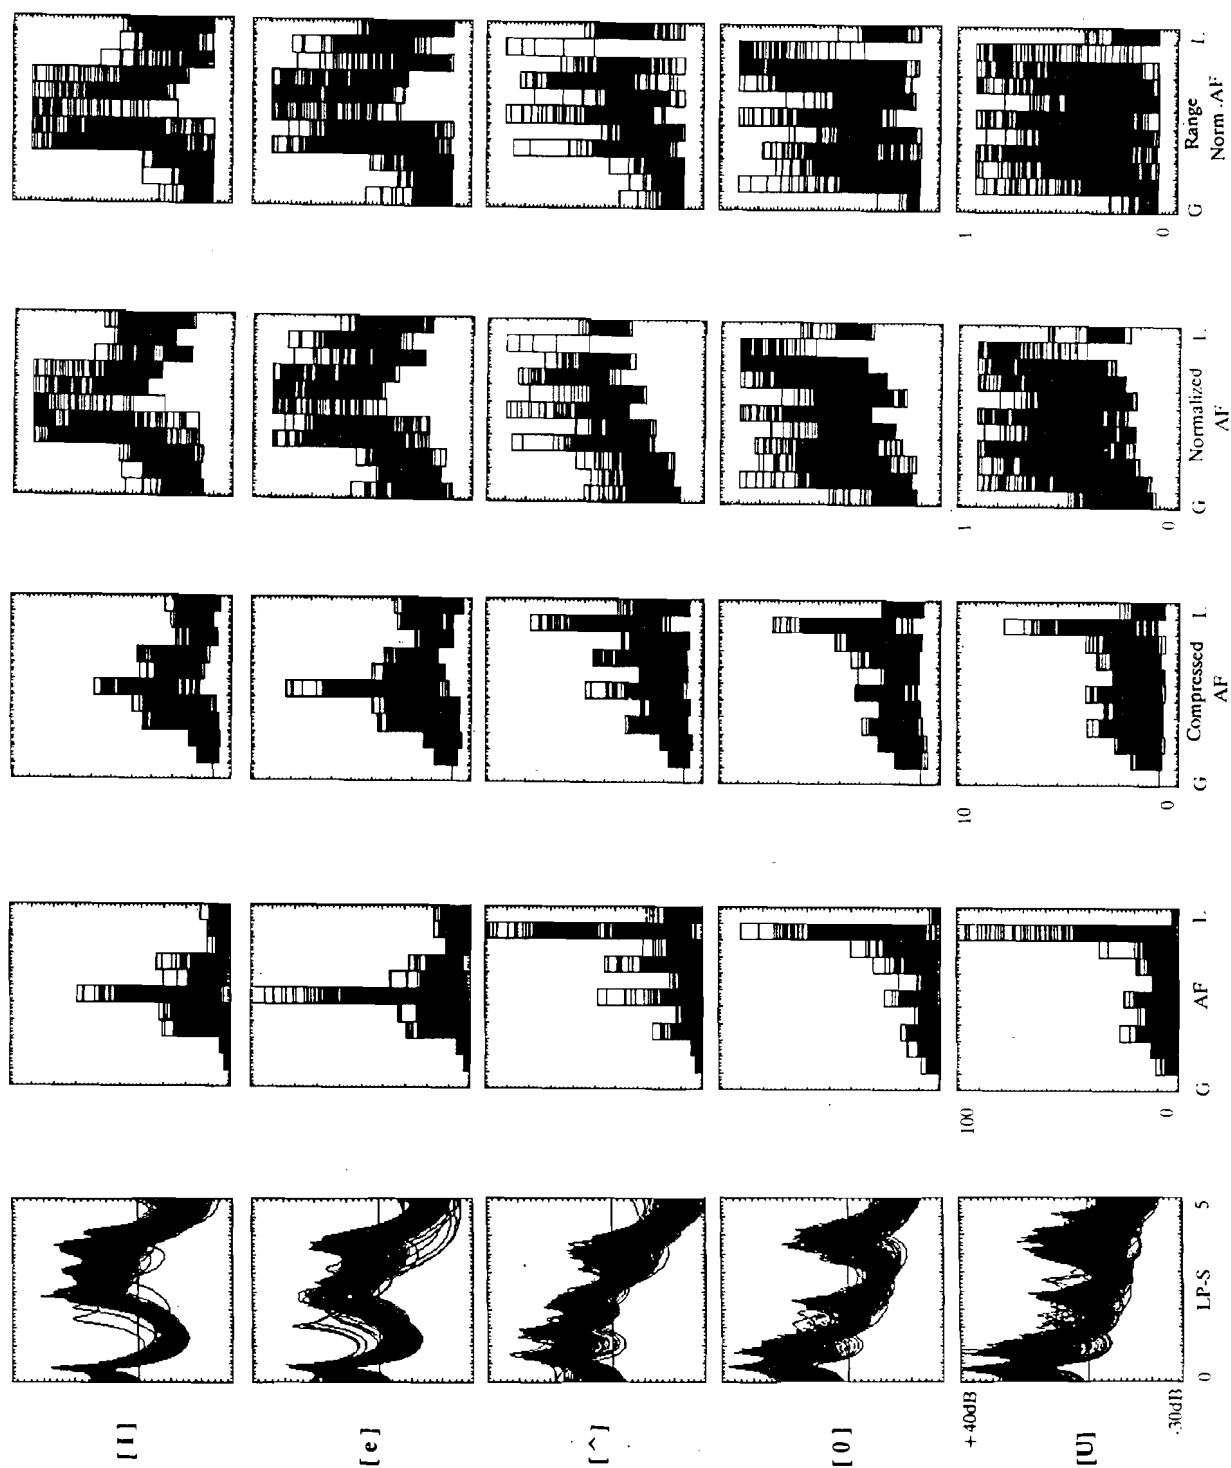 [ I ]
[ e ]
[ ^ ]
[ 0 ]
+40dB
100
10
1
1
[U]
-30dB
0
0
0
0
0 LP-S 5
G AF L
G Compressed L
AF
G Normalized L
AF
G Range L
Norm .AF